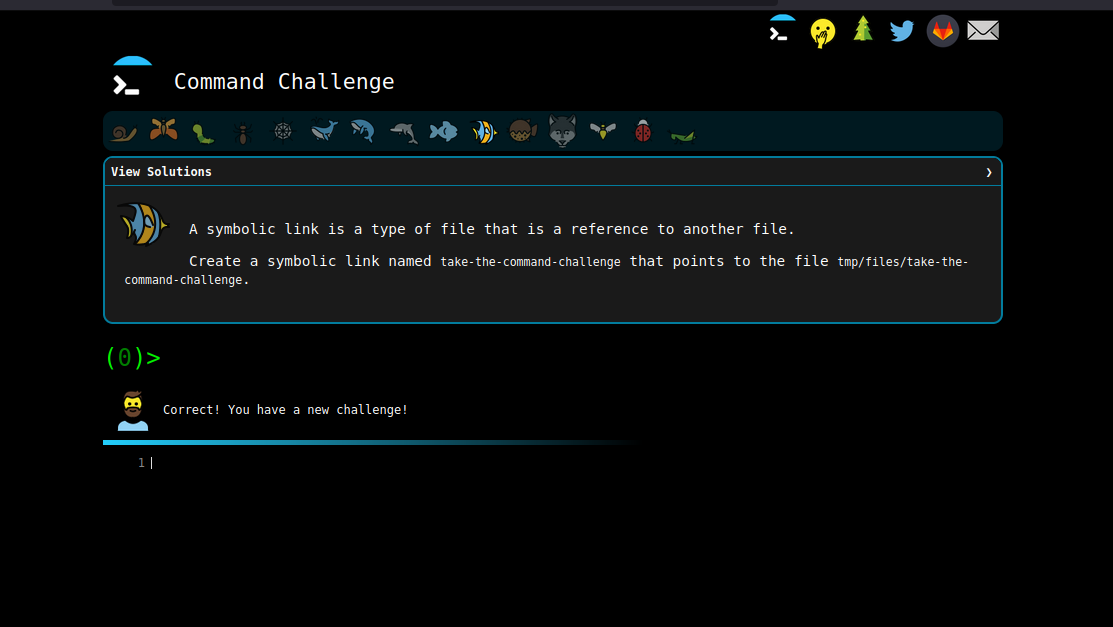 Command Challenge
View Solutions ❯
A symbolic link is a type of file that is a reference to another file.
Create a symbolic link named take-the-command-challenge that points to the file tmp/files/take-the-
command-challenge.
(0)>
Correct! You have a new challenge!
1